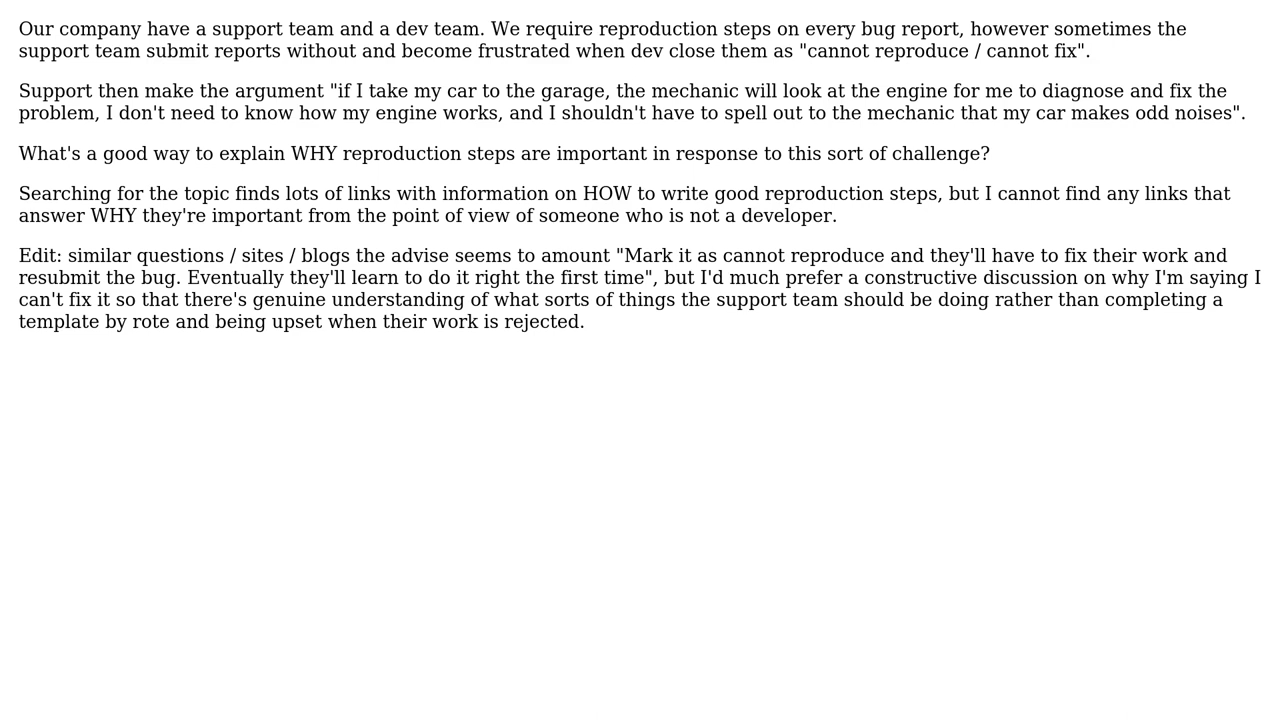 Our company have a support team and a dev team. We require reproduction steps on every bug report, however sometimes the
support team submit reports without and become frustrated when dev close them as "cannot reproduce / cannot fix".
Support then make the argument "if I take my car to the garage, the mechanic will look at the engine for me to diagnose and fix the
problem, I don't need to know how my engine works, and I shouldn't have to spell out to the mechanic that my car makes odd noises".
What's a good way to explain WHY reproduction steps are important in response to this sort of challenge?
Searching for the topic finds lots of links with information on HOW to write good reproduction steps, but I cannot find any links that
answer WHY they're important from the point of view of someone who is not a developer.
Edit: similar questions / sites / blogs the advise seems to amount "Mark it as cannot reproduce and they'll have to fix their work and
resubmit the bug. Eventually they'll learn to do it right the first time", but I'd much prefer a constructive discussion on why I'm saying I
can't fix it so that there's genuine understanding of what sorts of things the support team should be doing rather than completing a
template by rote and being upset when their work is rejected.